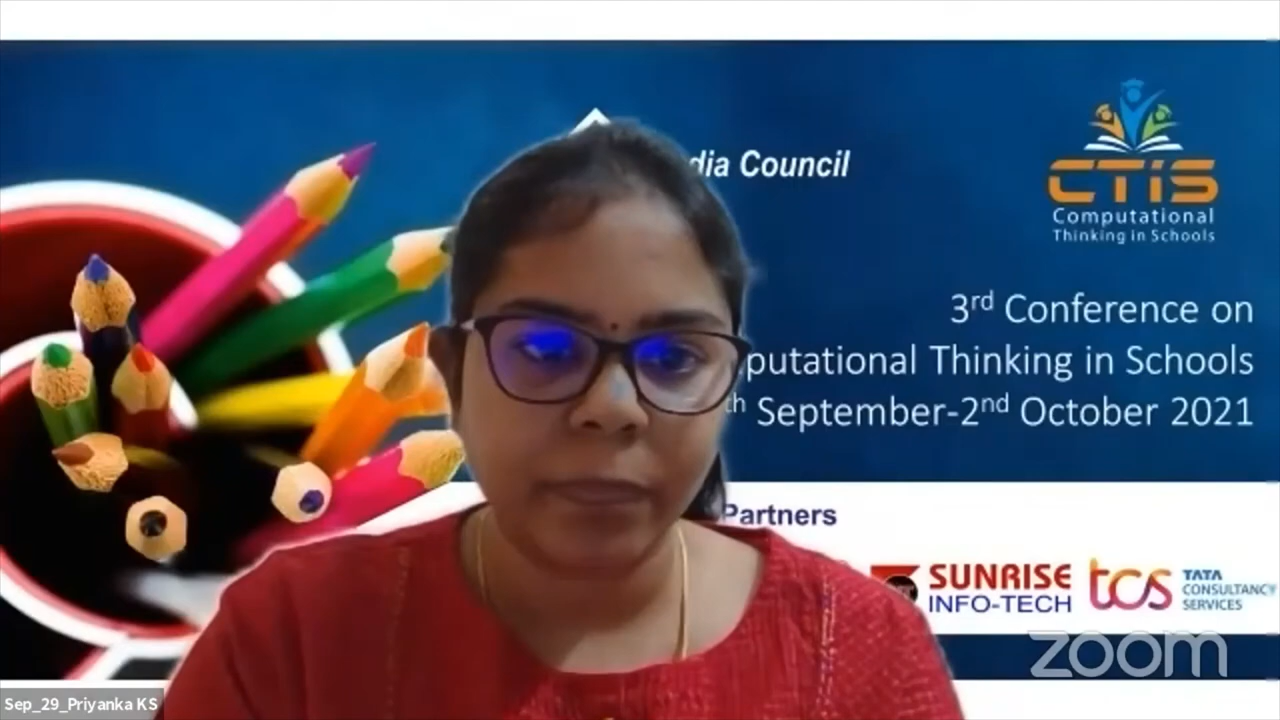 dia Council
CTiS
Computational
Thinking in Schools
3rd Conference on
putational Thinking in Schools
th September-2nd October 2021
Partners
SUNRISE
INFO-TECH
tcs
TATA
CONSULTANCY
SERVICES
zoom
Sep_29_Priyanka KS